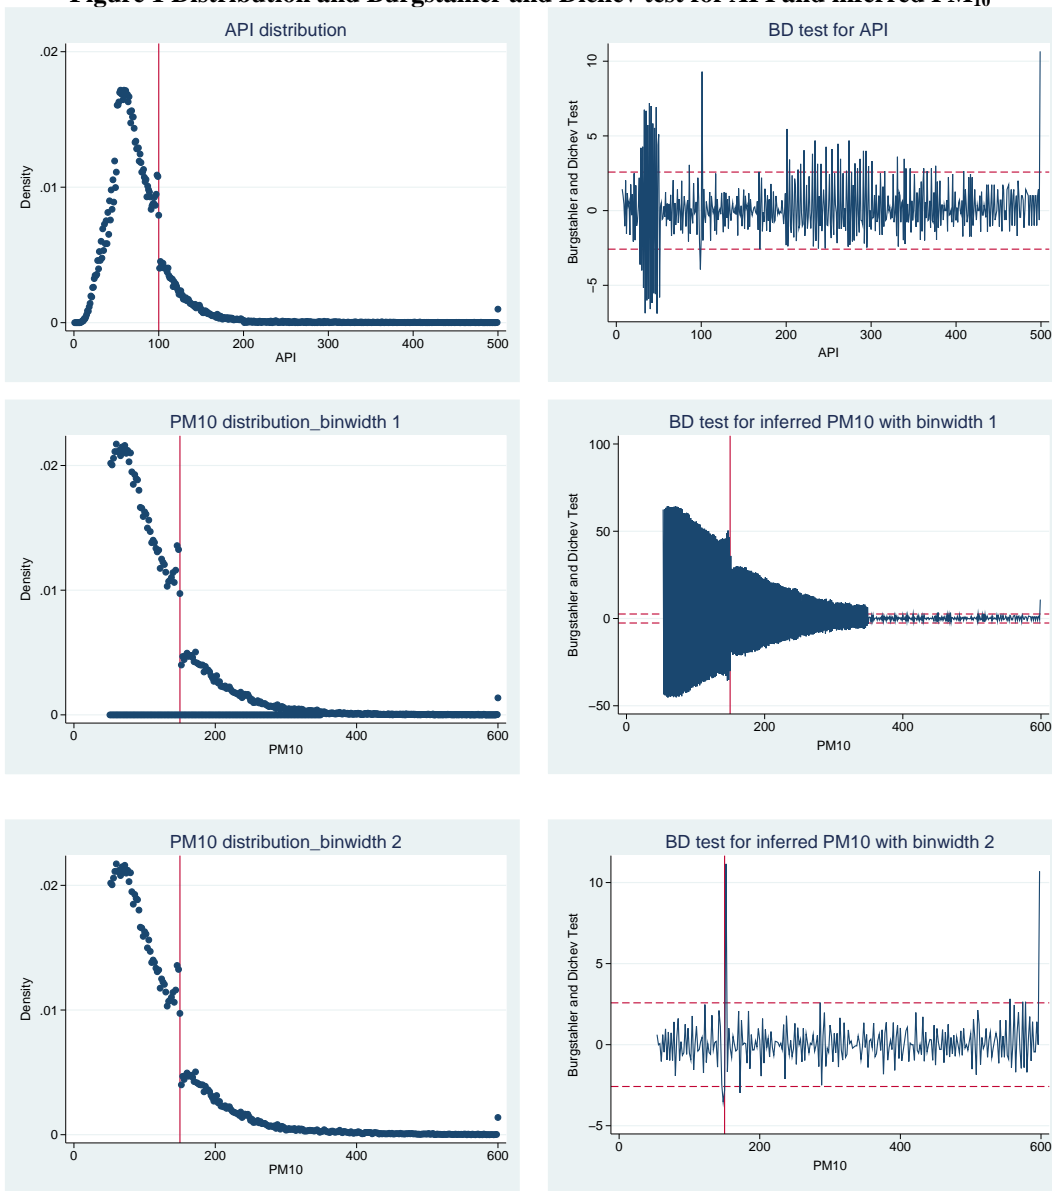 Figure 1 Distribution and Burgstahler and Dichev test for API and inferred PM10
API distribution
.02
.01
0
Density
0 100 200 300 400 500
API
BD test for API
10
5
0
−5
Burgstahler and Dichev Test
0 100 200 300 400 500
API
PM10 distribution_binwidth 1
.02
.01
0
Density
0 200 400 600
PM10
BD test for inferred PM10 with binwidth 1
100
50
0
−50
Burgstahler and Dichev Test
0 200 400 600
PM10
PM10 distribution_binwidth 2
.02
.01
0
Density
0 200 400 600
PM10
BD test for inferred PM10 with binwidth 2
10
5
0
−5
Burgstahler and Dichev Test
0 200 400 600
PM10